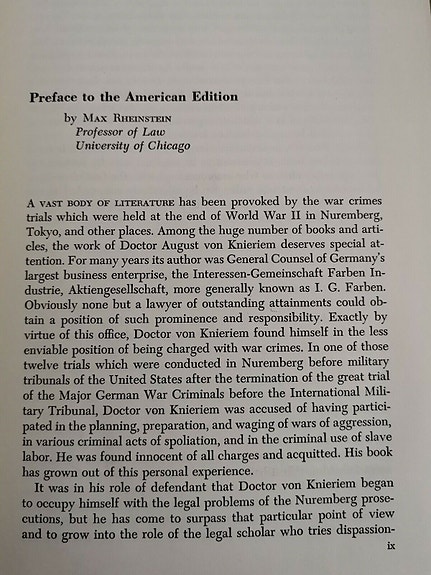 Preface to the American Edition
by MAX RHEINSTEIN
Professor of Law
University of Chicago
A VAST BODY OF LITERATURE has been provoked by the war crimes
trials which were held at the end of World War II in Nuremberg,
Tokyo, and other places. Among the huge number of books and arti-
cles, the work of Doctor August von Knieriem deserves special at-
tention. For many years its author was General Counsel of Germany's
largest business enterprise, the Interessen-Gemeinschaft Farben In-
dustrie, Aktiengesellschaft, more generally known as I. G. Farben.
Obviously none but a lawyer of outstanding attainments could ob-
tain a position of such prominence and responsibility. Exactly by
virtue of this office, Doctor von Knieriem found himself in the less
enviable position of being charged with war crimes. In one of those
twelve trials which were conducted in Nuremberg before military
tribunals of the United States after the termination of the great trial
of the Major German War Criminals before the International Mili-
tary Tribunal, Doctor von Knieriem was accused of having partici-
pated in the planning, preparation, and waging of wars of aggression,
in various criminal acts of spoliation, and in the criminal use of slave
labor. He was found innocent of all charges and acquitted. His book
has grown out of this personal experience.
It was in his role of defendant that Doctor von Knieriem began
to occupy himself with the legal problems of the Nuremberg prose-
cutions, but he has come to surpass that particular point of view
and to grow into the role of the legal scholar who tries dispassion-
ix